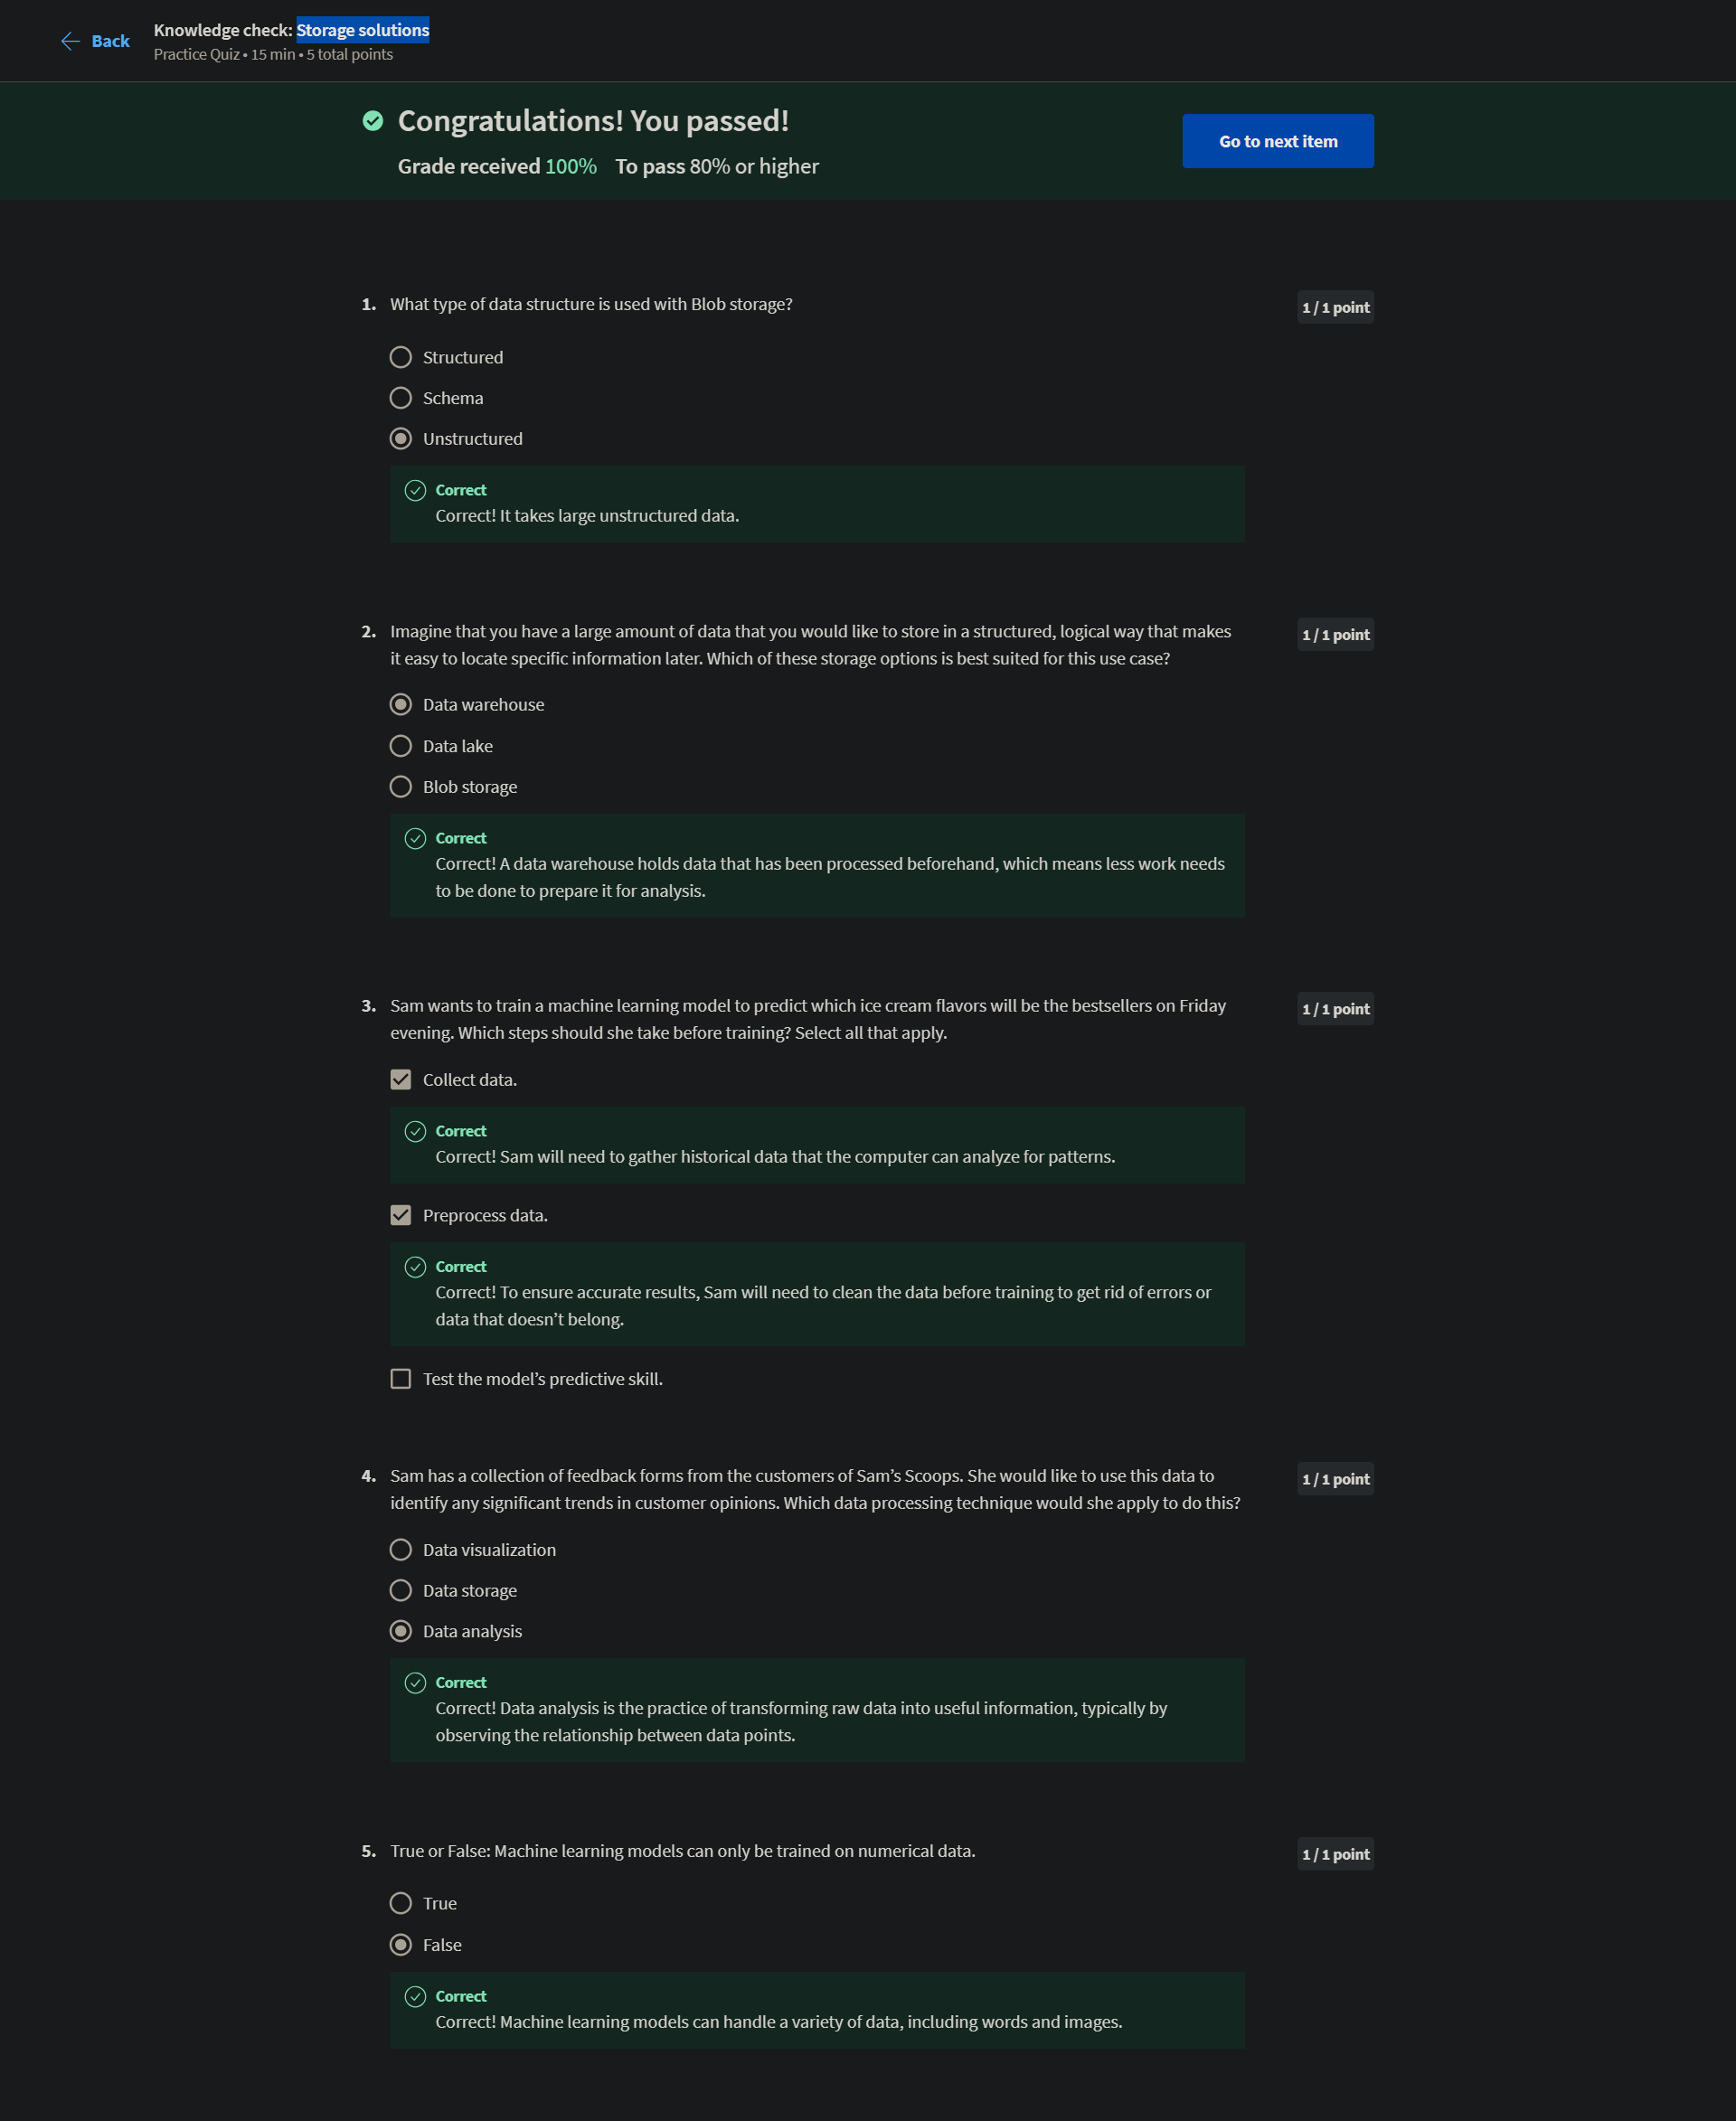 Back
Knowledge check: Storage solutions
Practice Quiz • 15 min • 5 total points
Congratulations! You passed!
Grade received 100% To pass 80% or higher
Go to next item
1. What type of data structure is used with Blob storage?
1 / 1 point
Structured
Schema
Unstructured
Correct
Correct! It takes large unstructured data.
2. Imagine that you have a large amount of data that you would like to store in a structured, logical way that makes
it easy to locate specific information later. Which of these storage options is best suited for this use case?
1 / 1 point
Data warehouse
Data lake
Blob storage
Correct
Correct! A data warehouse holds data that has been processed beforehand, which means less work needs
to be done to prepare it for analysis.
3. Sam wants to train a machine learning model to predict which ice cream flavors will be the bestsellers on Friday
evening. Which steps should she take before training? Select all that apply.
1 / 1 point
Collect data.
Correct
Correct! Sam will need to gather historical data that the computer can analyze for patterns.
Preprocess data.
Correct
Correct! To ensure accurate results, Sam will need to clean the data before training to get rid of errors or
data that doesn’t belong.
Test the model’s predictive skill.
4. Sam has a collection of feedback forms from the customers of Sam’s Scoops. She would like to use this data to
identify any significant trends in customer opinions. Which data processing technique would she apply to do this?
1 / 1 point
Data visualization
Data storage
Data analysis
Correct
Correct! Data analysis is the practice of transforming raw data into useful information, typically by
observing the relationship between data points.
5. True or False: Machine learning models can only be trained on numerical data.
1 / 1 point
True
False
Correct
Correct! Machine learning models can handle a variety of data, including words and images.